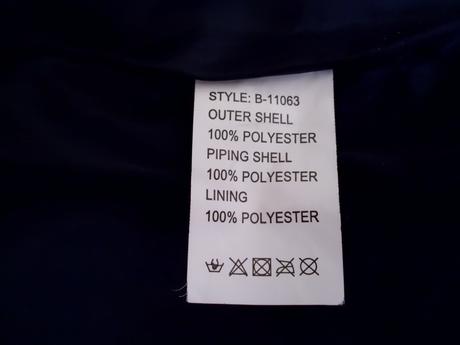 STYLE: B-11063
OUTER SHELL
100% POLYESTER
PIPING SHELL
100% POLYESTER
LINING
100% POLYESTER